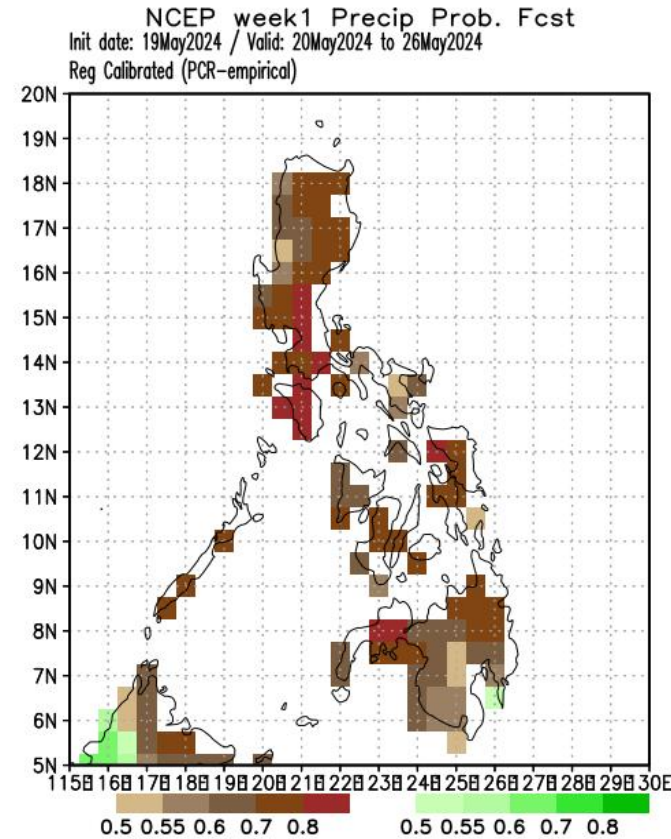 NCEP week1 Precip Prob. Fcst
Init date: 19May2024 / Valid: 20May2024 to 26May2024
Reg Calibrated (PCR-empirical)
20N
19N
18N
17N
16N
15N
14N
13N
12N
11N
10N
9N
8N
7N
6N
5N
115E 116E 117E 118E 119E 120E 121E 122E 123E 124E 125E 126E 127E 128E 129E 130E
0.5 0.55 0.6 0.7 0.8 0.5 0.55 0.6 0.7 0.8